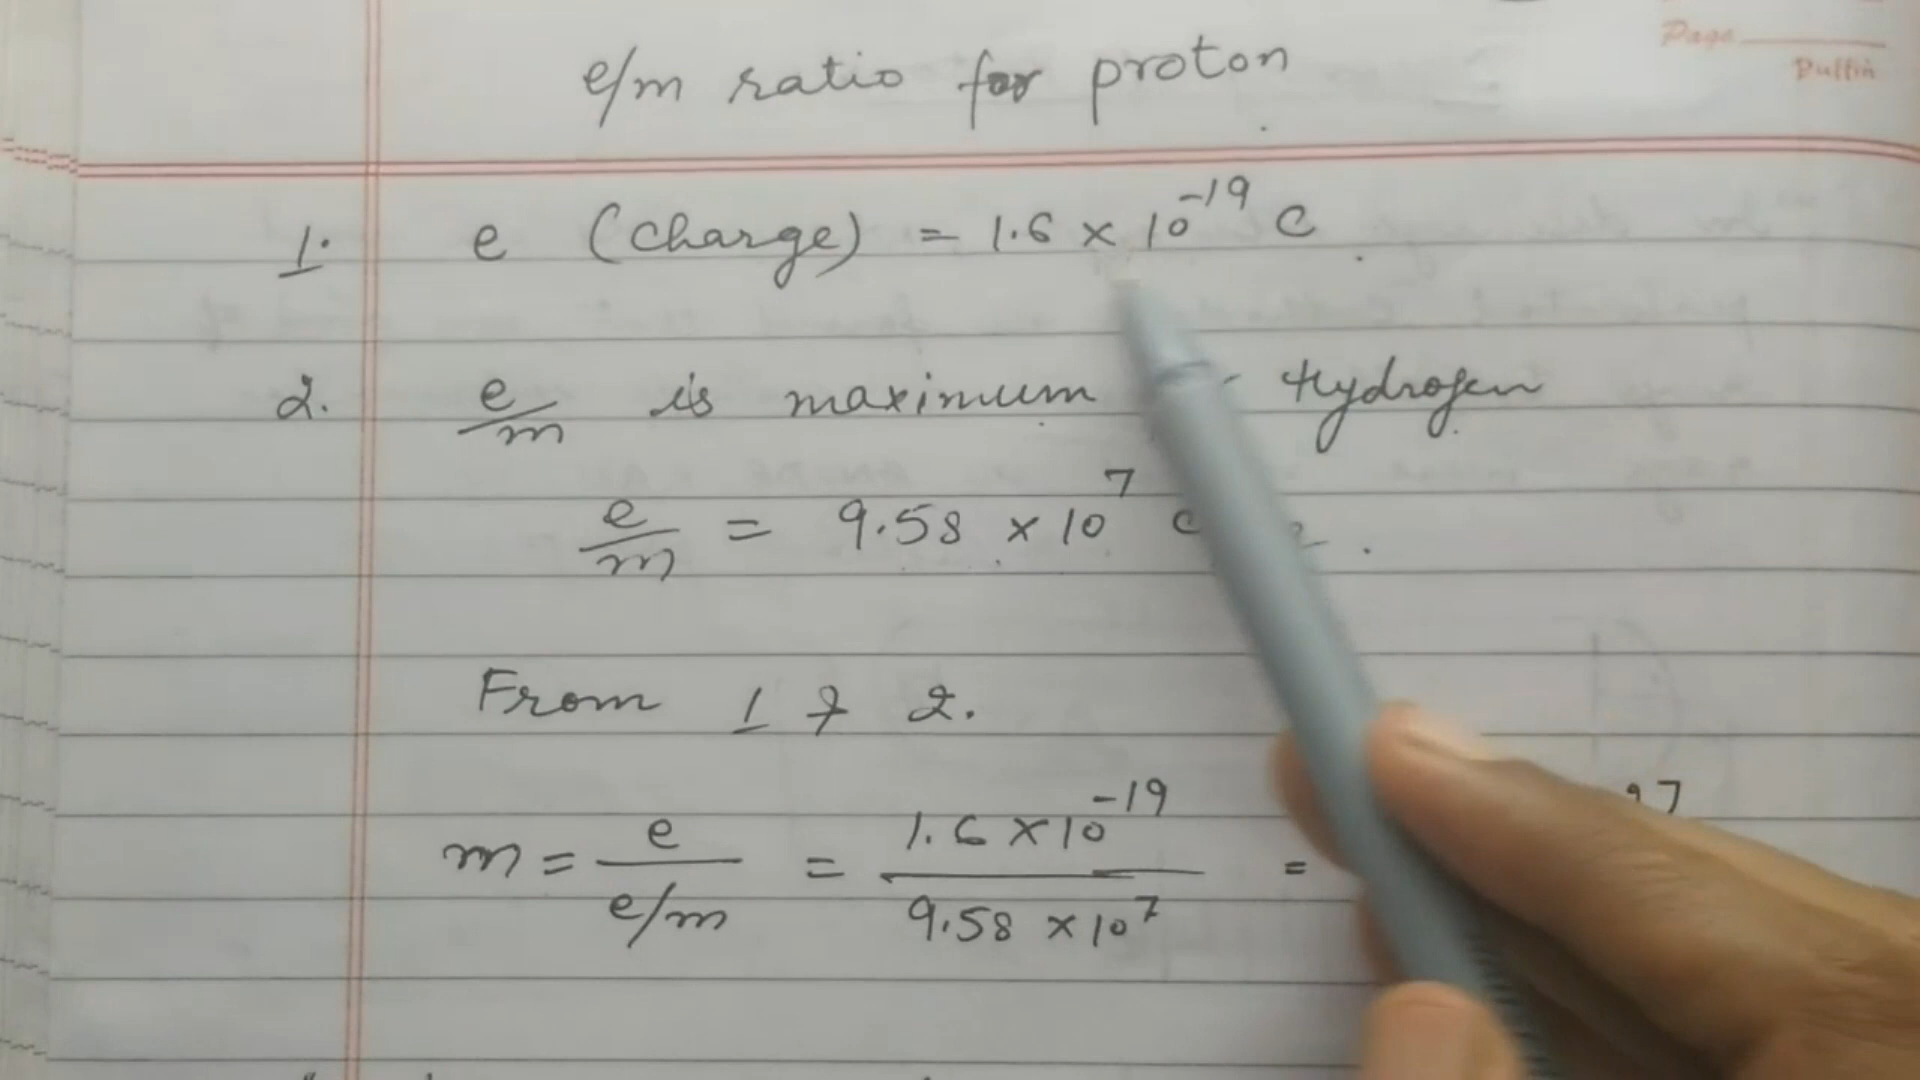 Page
Puffin
e/m ratio for proton
1. e (charge) = 1.6 × 10⁻¹⁹ C
2. e/m is maximum Hydrogen
e/m = 9.58 × 10⁷ C
From 1 & 2.
m = e / e/m = 1.6 × 10⁻¹⁹ / 9.58 × 10⁷ =